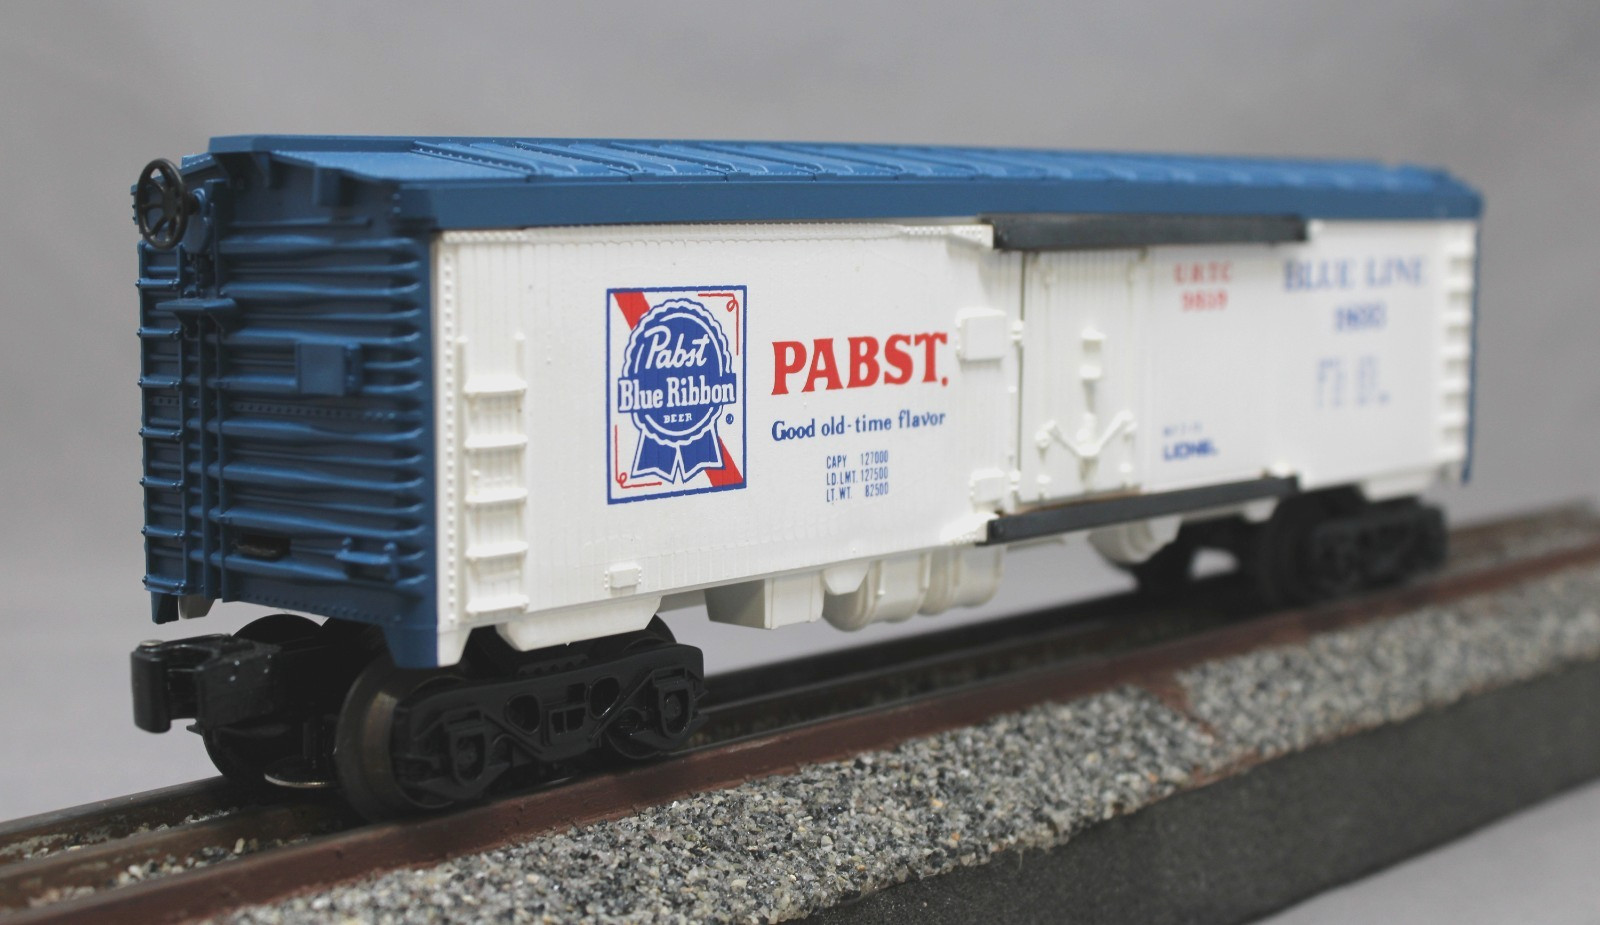 Pabst
Blue Ribbon
BEER
PABST.
Good old-time flavor
CAPY 127000
LD.LMT. 127500
LT.WT. 82500
U.R.T.C
9859
BLUE LINE
LIONEL